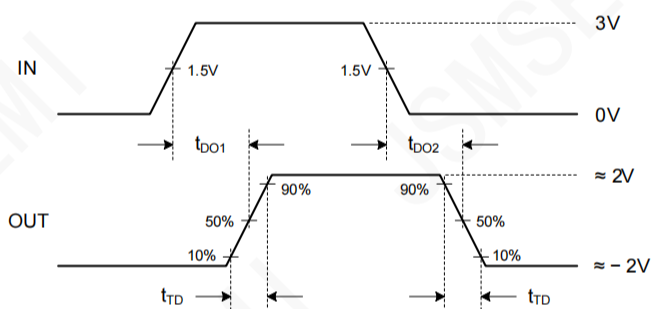 3V
IN
1.5V
1.5V
0V
tDO1
tDO2
≈ 2V
90%
90%
OUT
50%
50%
10%
10%
≈ − 2V
tTD
tTD